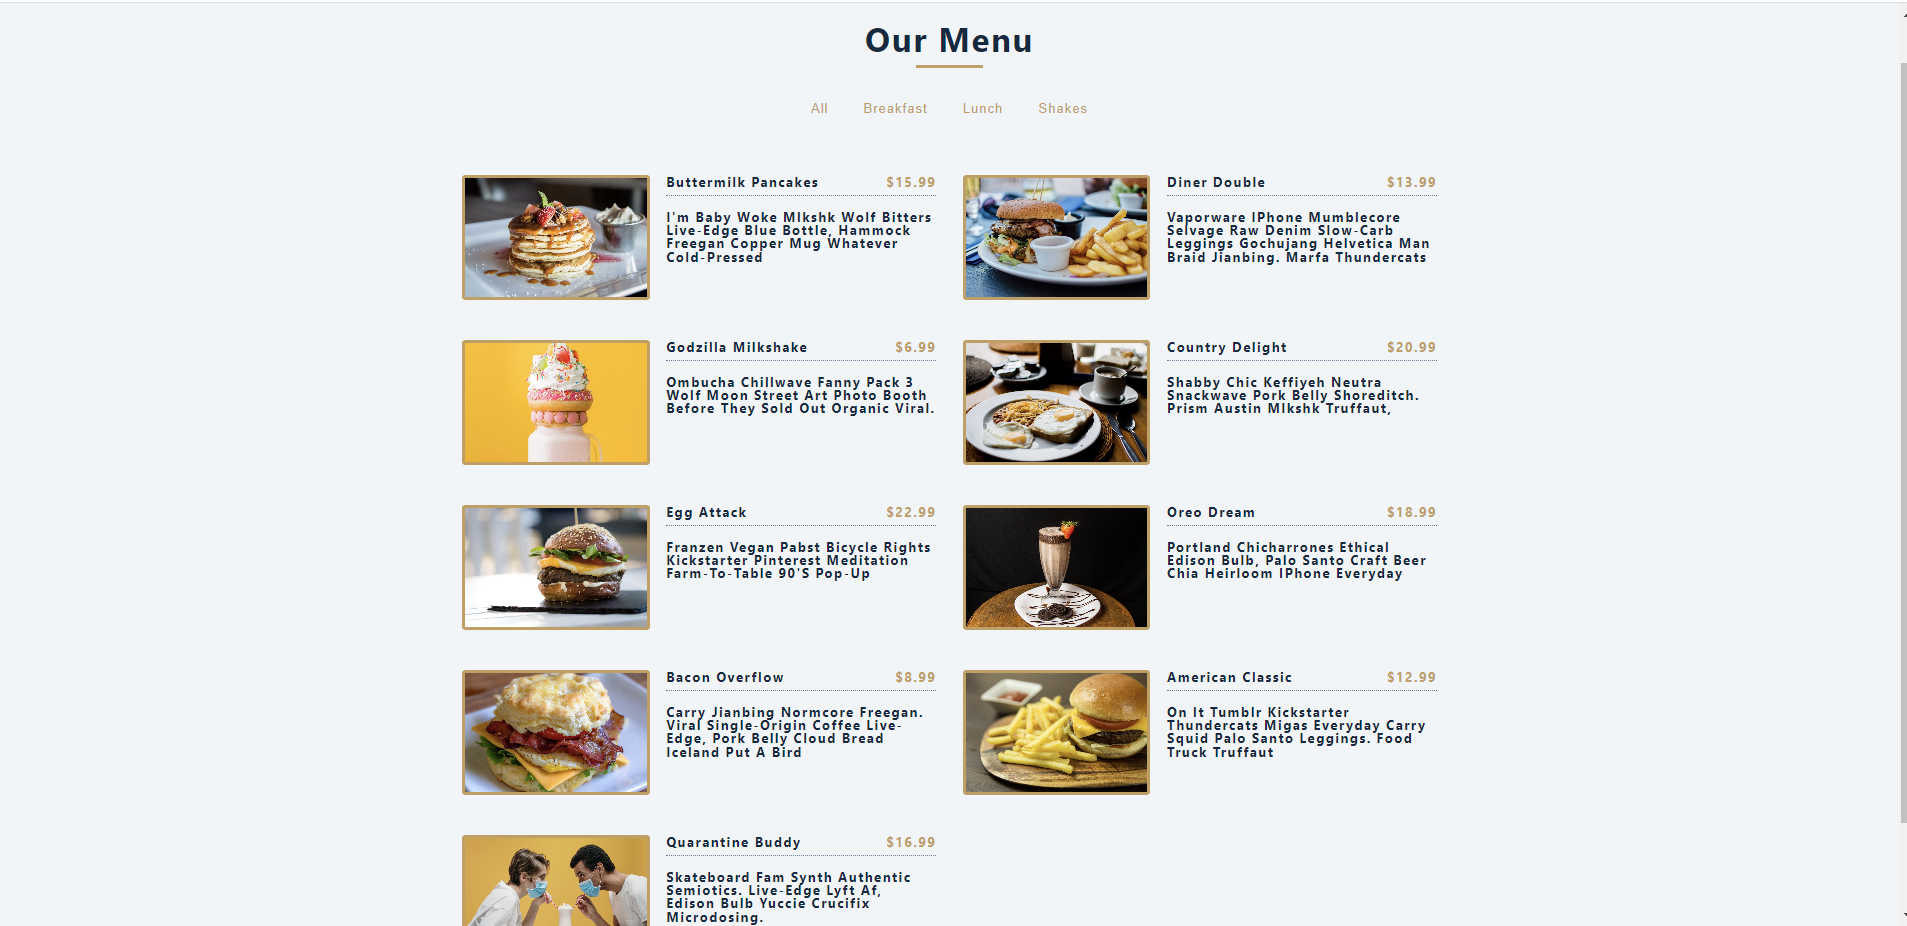 Our Menu
All Breakfast Lunch Shakes
Buttermilk Pancakes $15.99
I'm Baby Woke Mlkshk Wolf Bitters
Live-Edge Blue Bottle, Hammock
Freegan Copper Mug Whatever
Cold-Pressed
Diner Double $13.99
Vaporware IPhone Mumblecore
Selvage Raw Denim Slow-Carb
Leggings Gochujang Helvetica Man
Braid Jianbing. Marfa Thundercats
Godzilla Milkshake $6.99
Ombucha Chillwave Fanny Pack 3
Wolf Moon Street Art Photo Booth
Before They Sold Out Organic Viral.
Country Delight $20.99
Shabby Chic Keffiyeh Neutra
Snackwave Pork Belly Shoreditch.
Prism Austin Mlkshk Truffaut,
Egg Attack $22.99
Franzen Vegan Pabst Bicycle Rights
Kickstarter Pinterest Meditation
Farm-To-Table 90'S Pop-Up
Oreo Dream $18.99
Portland Chicharrones Ethical
Edison Bulb, Palo Santo Craft Beer
Chia Heirloom IPhone Everyday
Bacon Overflow $8.99
Carry Jianbing Normcore Freegan.
Viral Single-Origin Coffee Live-
Edge, Pork Belly Cloud Bread
Iceland Put A Bird
American Classic $12.99
On It Tumblr Kickstarter
Thundercats Migas Everyday Carry
Squid Palo Santo Leggings. Food
Truck Truffaut
Quarantine Buddy $16.99
Skateboard Fam Synth Authentic
Semiotics. Live-Edge Lyft Af,
Edison Bulb Yuccie Crucifix
Microdosing.